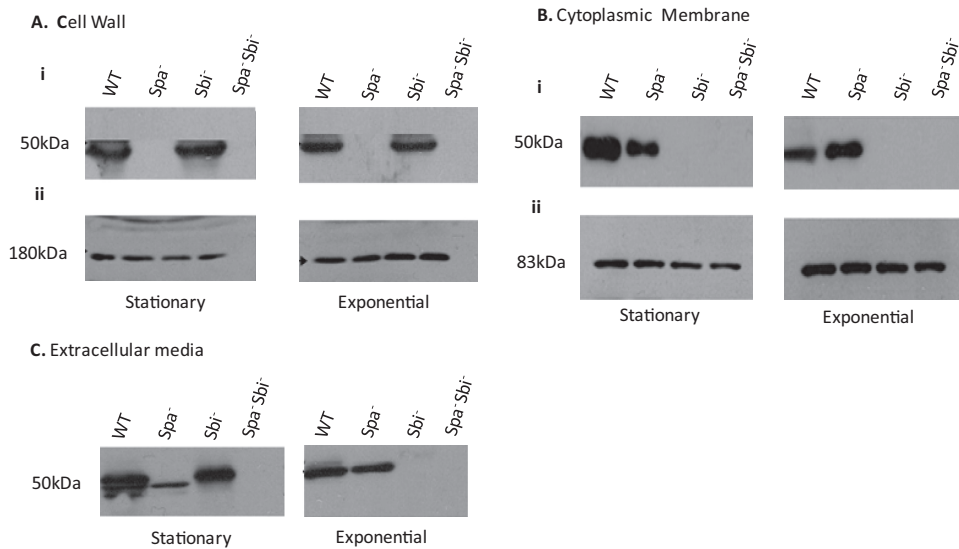 A. Cell Wall
i
WT Spa⁻ Sbi⁻ Spa⁻Sbi⁻
WT Spa⁻ Sbi⁻ Spa⁻Sbi⁻
50kDa
ii
180kDa
Stationary
Exponential
B. Cytoplasmic Membrane
i
WT Spa⁻ Sbi⁻ Spa⁻Sbi⁻
WT Spa⁻ Sbi⁻ Spa⁻Sbi⁻
50kDa
ii
83kDa
Stationary
Exponential
C. Extracellular media
WT Spa⁻ Sbi⁻ Spa⁻Sbi⁻
WT Spa⁻ Sbi⁻ Spa⁻Sbi⁻
50kDa
Stationary
Exponential